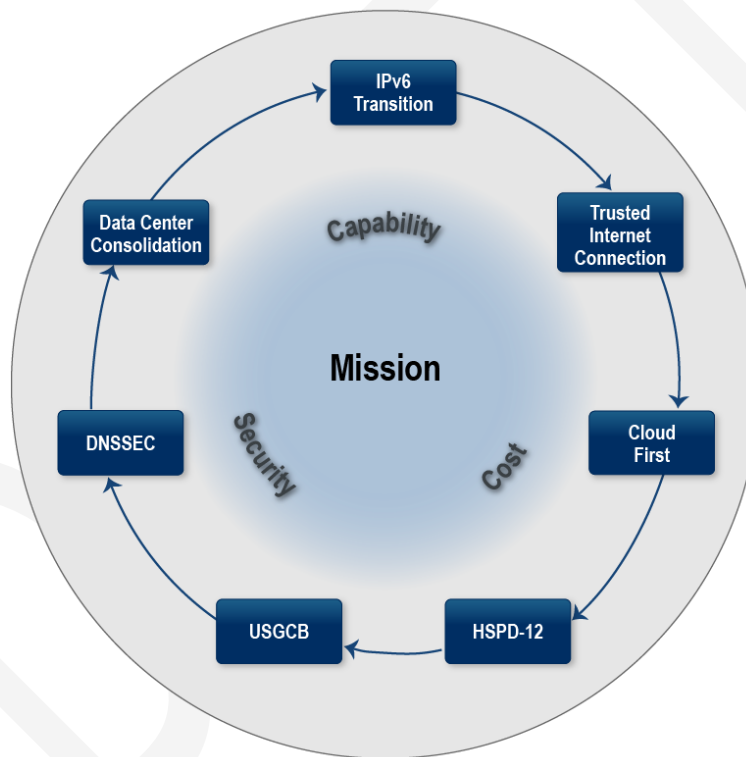 IPv6
Transition
Trusted
Internet
Connection
Cloud
First
HSPD-12
USGCB
DNSSEC
Data Center
Consolidation
Capability
Mission
Security
Cost